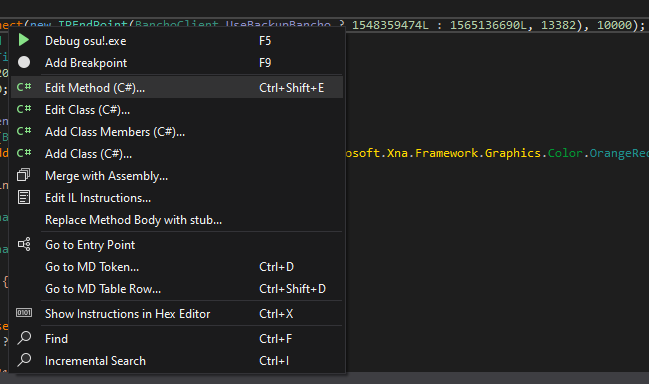 nect(new IPEndPoint(BanchoClient.UseBackupBancho ? 1548359474L : 1565136690L, 13382), 10000);
Debug osu!.exe F5
Add Breakpoint F9
C# Edit Method (C#)... Ctrl+Shift+E
C# Edit Class (C#)...
C# Add Class Members (C#)...
C# Add Class (C#)...
osoft.Xna.Framework.Graphics.Color.OrangeRed
Merge with Assembly...
Edit IL Instructions...
Replace Method Body with stub...
Go to Entry Point
Go to MD Token... Ctrl+D
Go to MD Table Row... Ctrl+Shift+D
Show Instructions in Hex Editor Ctrl+X
Find Ctrl+F
Incremental Search Ctrl+I